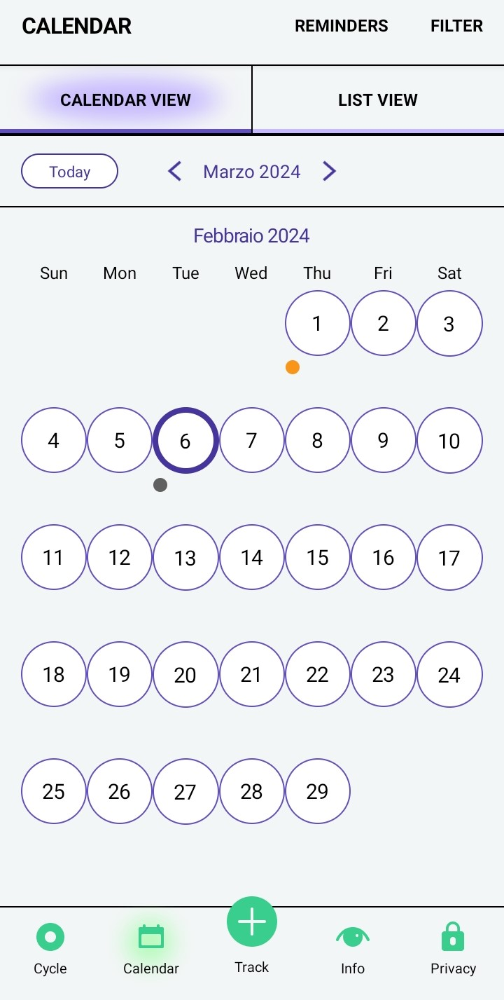 CALENDAR REMINDERS FILTER
CALENDAR VIEW LIST VIEW
Today Marzo 2024
Febbraio 2024
Sun Mon Tue Wed Thu Fri Sat
1 2 3
4 5 6 7 8 9 10
11 12 13 14 15 16 17
18 19 20 21 22 23 24
25 26 27 28 29
Cycle Calendar Track Info Privacy